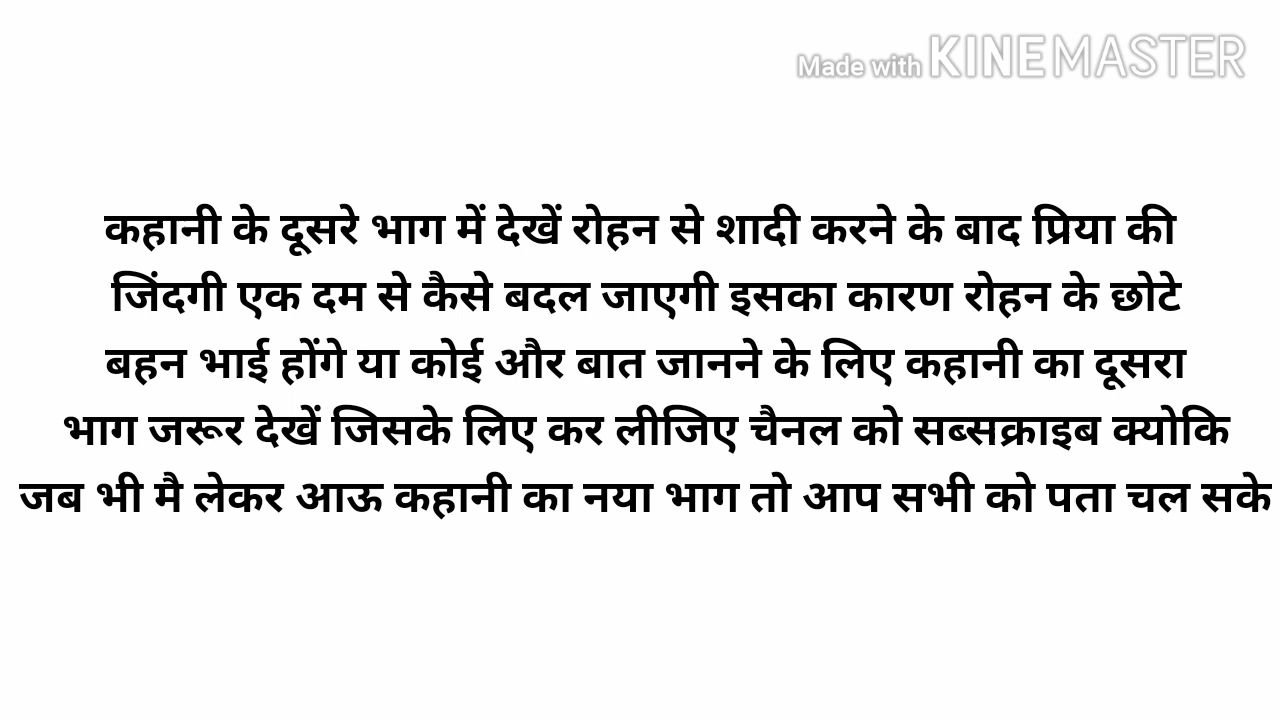 Made with KINEMASTER
कहानी के दूसरे भाग में देखें रोहन से शादी करने के बाद प्रिया की
जिंदगी एक दम से कैसे बदल जाएगी इसका कारण रोहन के छोटे
बहन भाई होंगे या कोई और बात जानने के लिए कहानी का दूसरा
भाग जरूर देखें जिसके लिए कर लीजिए चैनल को सब्सक्राइब क्योकि
जब भी मै लेकर आऊ कहानी का नया भाग तो आप सभी को पता चल सके